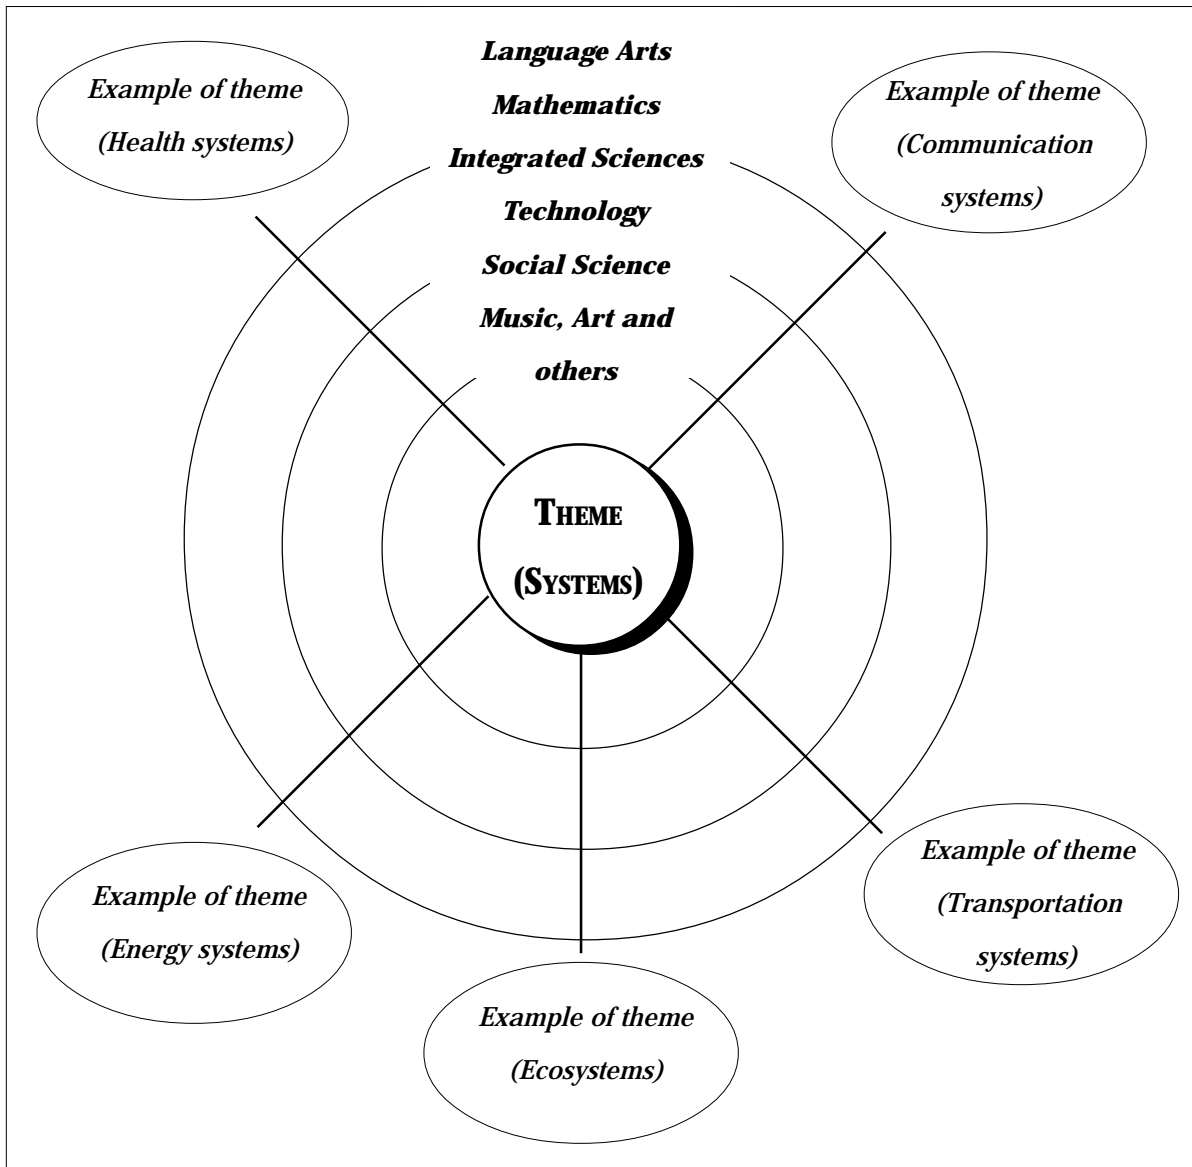 Example of theme
(Health systems)
Language Arts
Mathematics
Integrated Sciences
Technology
Social Science
Music, Art and
others
Example of theme
(Communication
systems)
THEME
(SYSTEMS)
Example of theme
(Energy systems)
Example of theme
(Ecosystems)
Example of theme
(Transportation
systems)